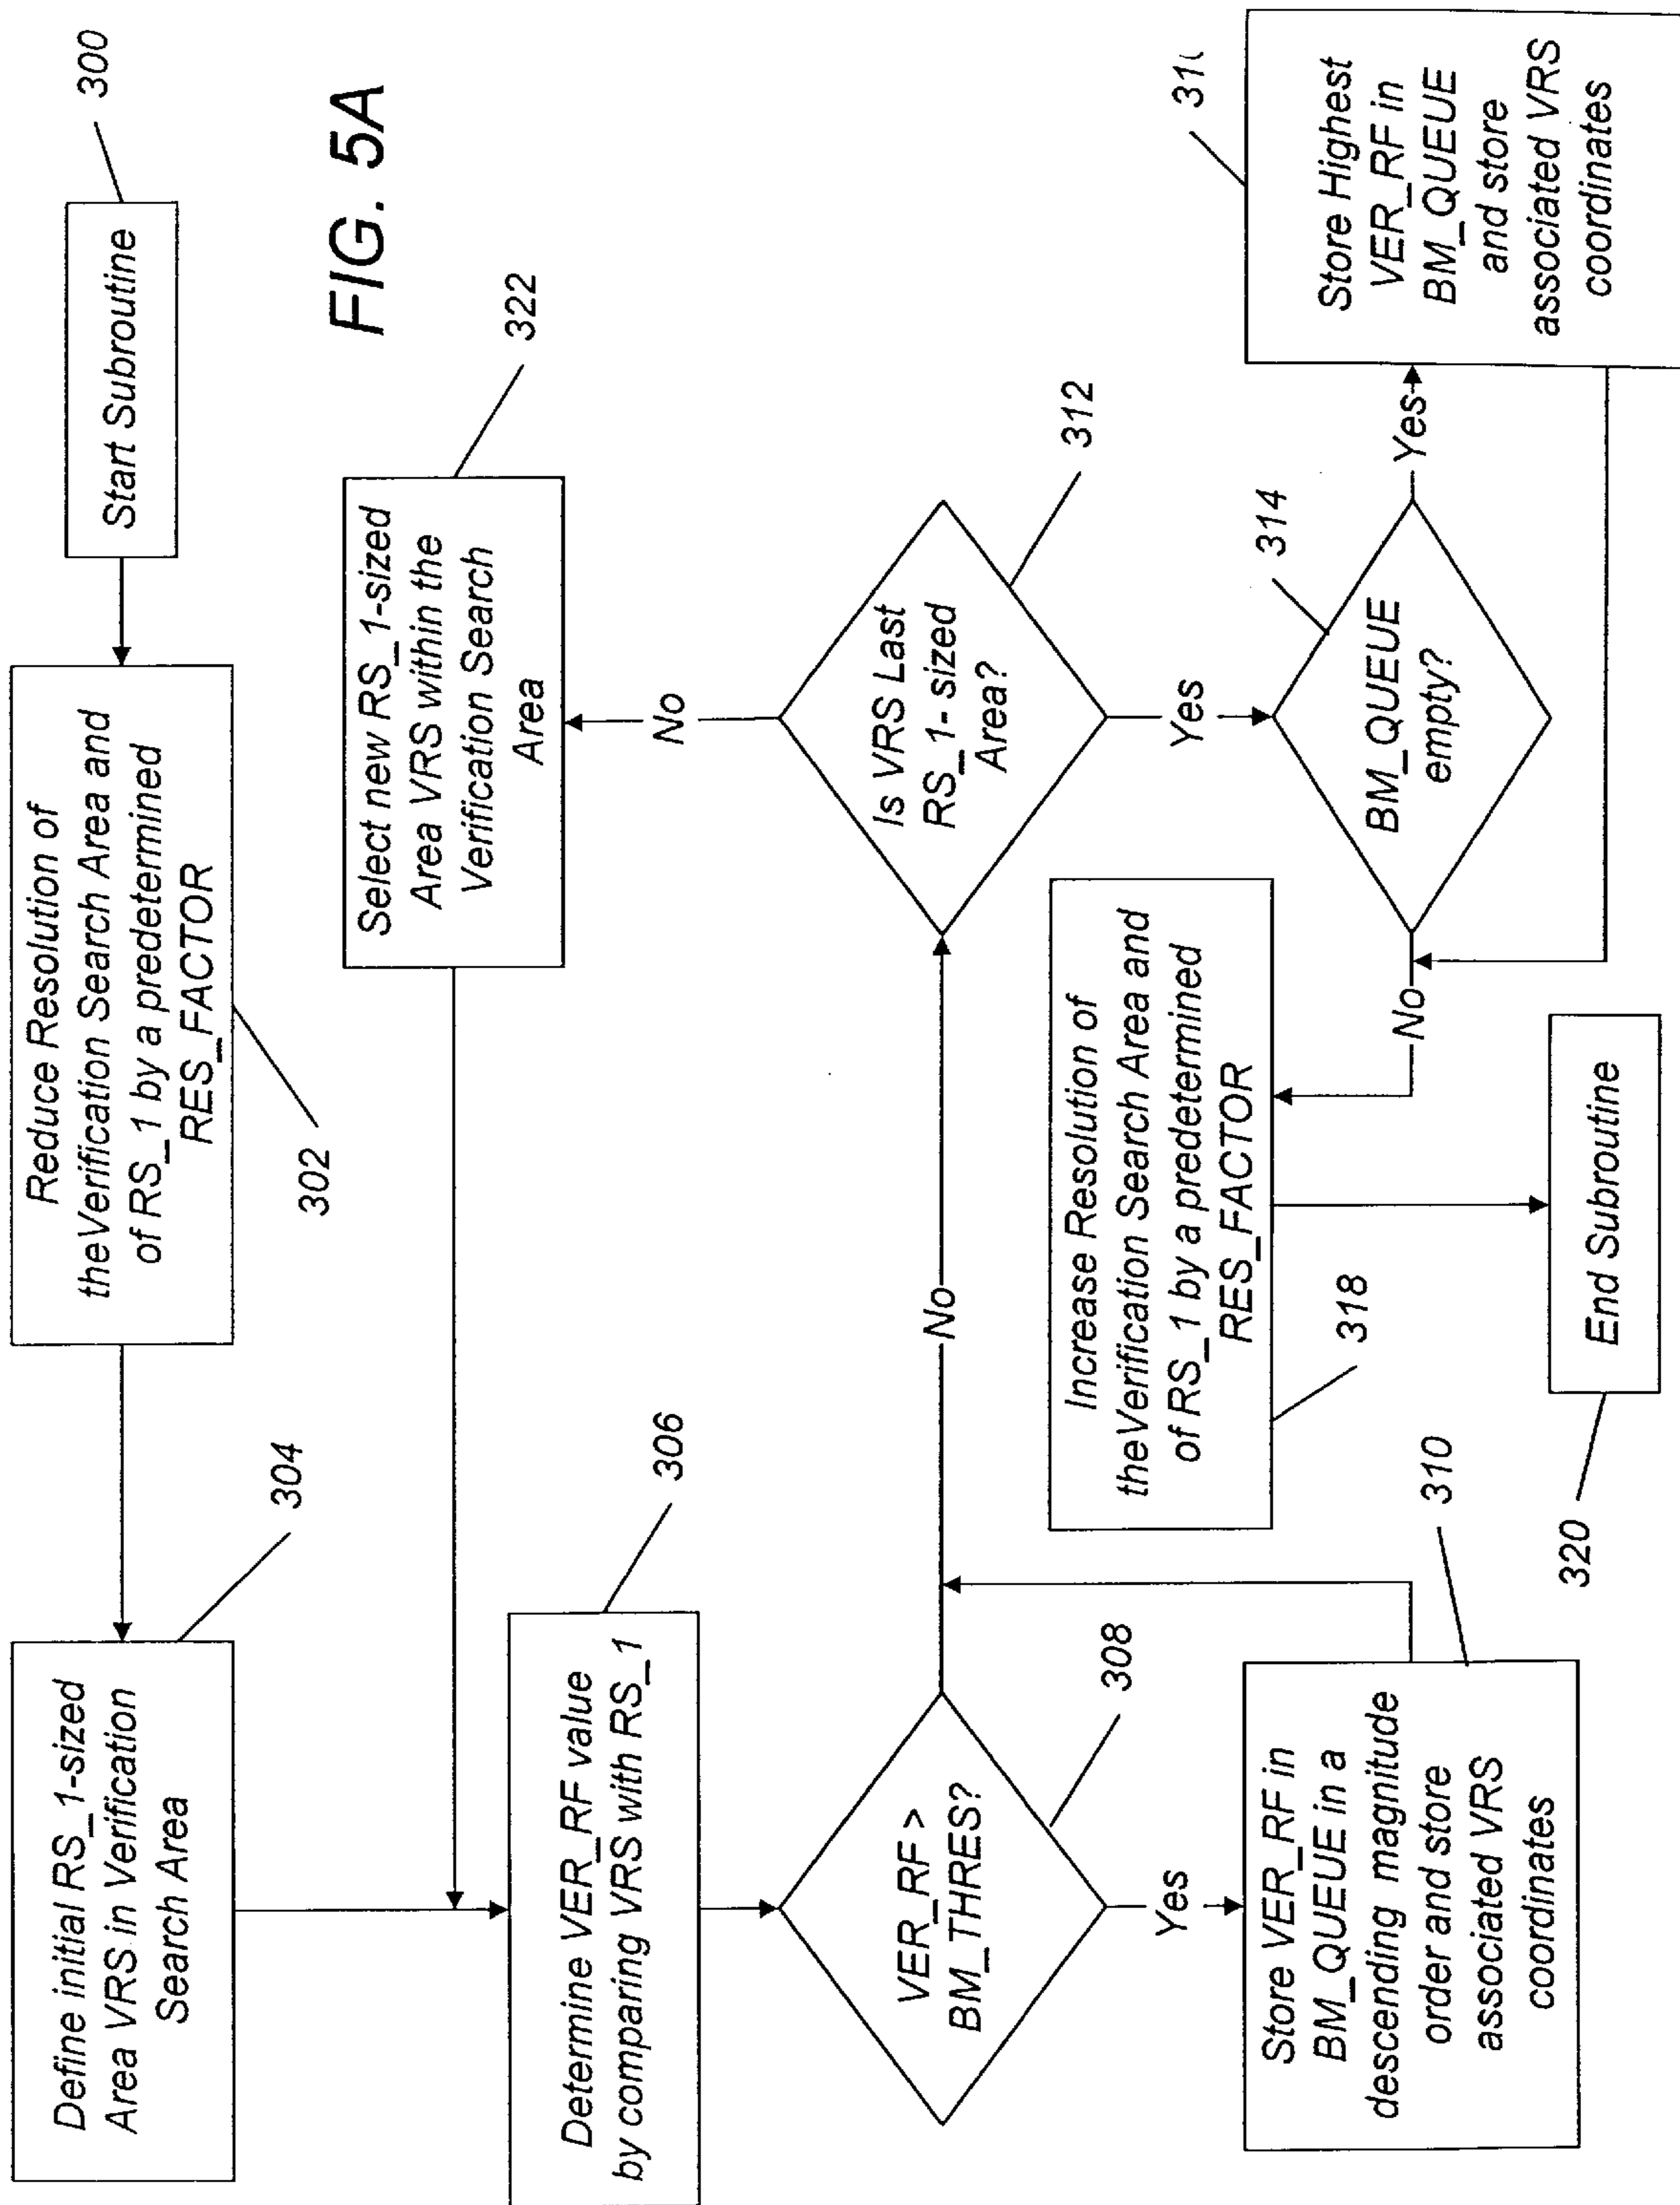 FIG. 5A
Start Subroutine
300
Reduce Resolution of
theVerification Search Area and
of RS_1 by a predetermined
RES_FACTOR
302
Define initial RS_1-sized
Area VRS in Verification
Search Area
304
Select new RS_1-sized
Area VRS within the
Verification Search
Area
322
Determine VER_RF value
by comparing VRS with RS_1
306
VER_RF >
BM_THRES?
308
No
Yes
Store VER_RF in
BM_QUEUE in a
descending magnitude
order and store
associated VRS
coordinates
310
Is VRS Last
RS_1-sized
Area?
312
No
Yes
BM_QUEUE
empty?
314
Yes
No
Store Highest
VER_RF in
BM_QUEUE
and store
associated VRS
coordinates
Increase Resolution of
theVerification Search Area and
of RS_1 by a predetermined
RES_FACTOR
318
End Subroutine
320